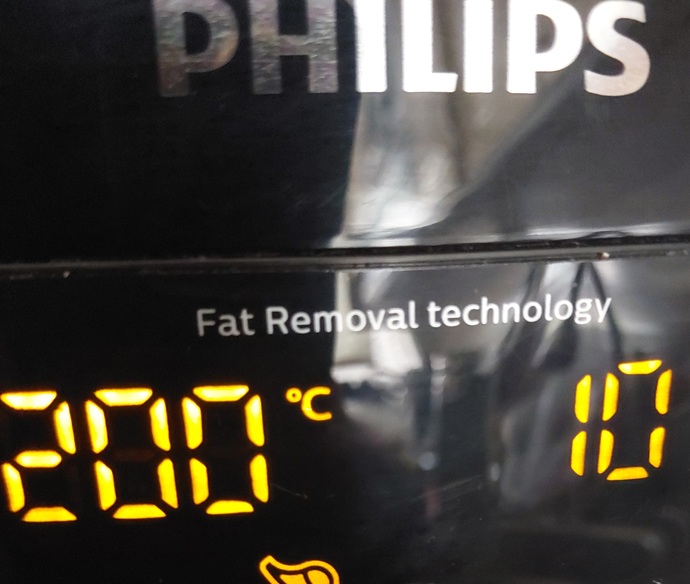 PHILIPS
Fat Removal technology
200 °C 10